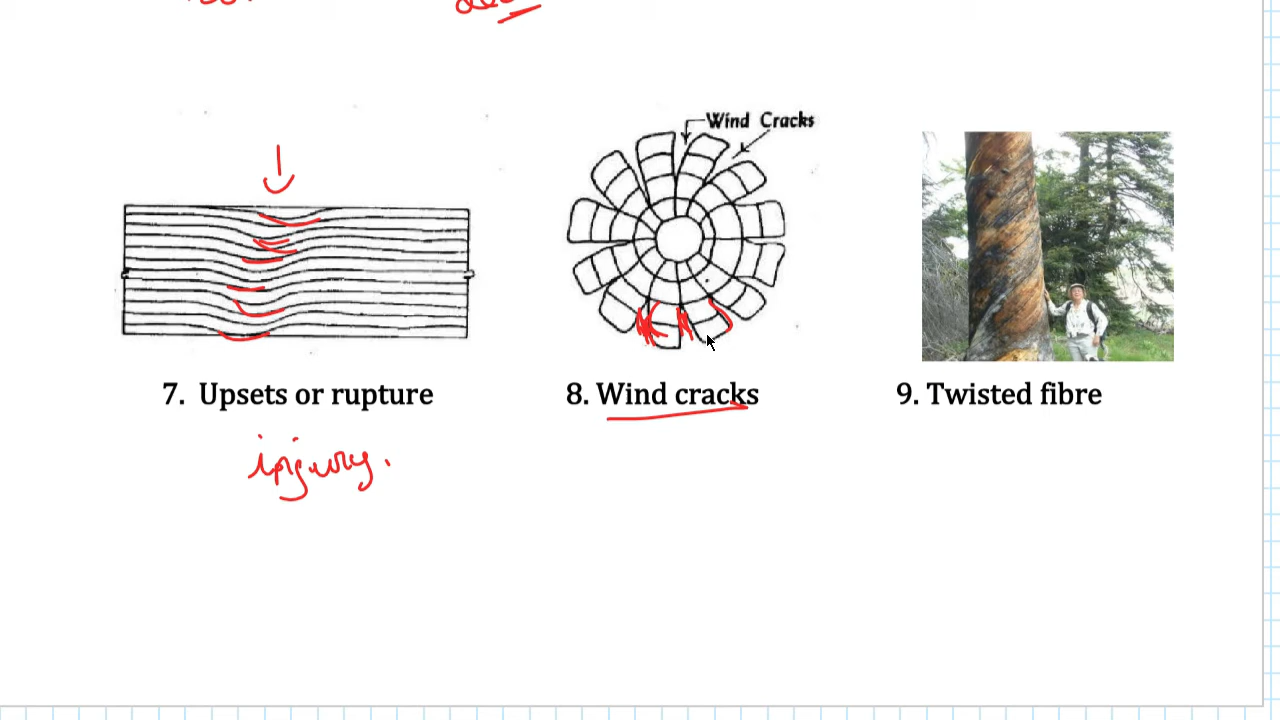 Wind Cracks
7. Upsets or rupture
8. Wind cracks
9. Twisted fibre
injury.